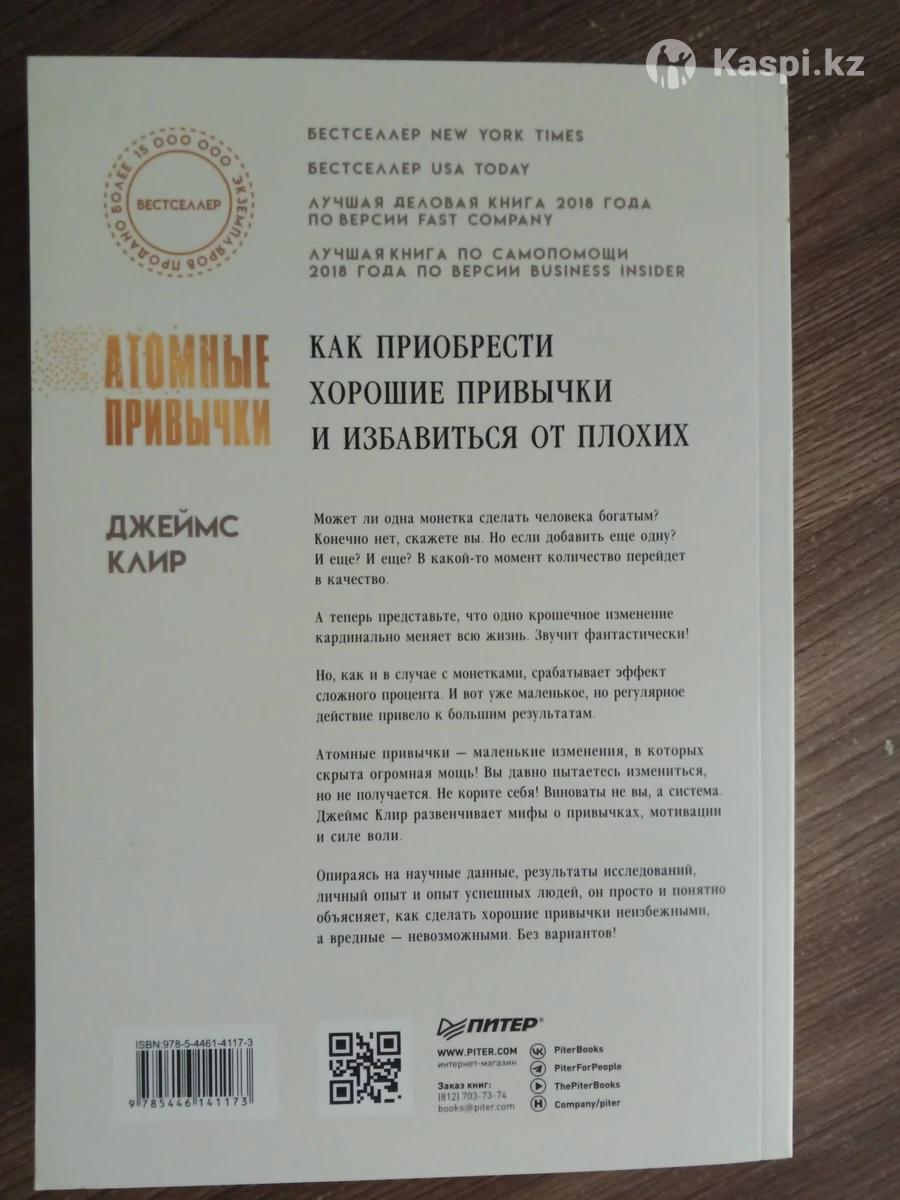 Kaspi.kz
ПРОДАНО БОЛЕЕ 15 000 000 ЭКЗЕМПЛЯРОВ
БЕСТСЕЛЛЕР
БЕСТСЕЛЛЕР NEW YORK TIMES
БЕСТСЕЛЛЕР USA TODAY
ЛУЧШАЯ ДЕЛОВАЯ КНИГА 2018 ГОДА
ПО ВЕРСИИ FAST COMPANY
ЛУЧШАЯ КНИГА ПО САМОПОМОЩИ
2018 ГОДА ПО ВЕРСИИ BUSINESS INSIDER
АТОМНЫЕ
ПРИВЫЧКИ
КАК ПРИОБРЕСТИ
ХОРОШИЕ ПРИВЫЧКИ
И ИЗБАВИТЬСЯ ОТ ПЛОХИХ
ДЖЕЙМС
КЛИР
Может ли одна монетка сделать человека богатым?
Конечно нет, скажете вы. Но если добавить еще одну?
И еще? И еще? В какой-то момент количество перейдет
в качество.
А теперь представьте, что одно крошечное изменение
кардинально меняет всю жизнь. Звучит фантастически!
Но, как и в случае с монетками, срабатывает эффект
сложного процента. И вот уже маленькое, но регулярное
действие привело к большим результатам.
Атомные привычки — маленькие изменения, в которых
скрыта огромная мощь! Вы давно пытаетесь измениться,
но не получается. Не корите себя! Виноваты не вы, а система.
Джеймс Клир развенчивает мифы о привычках, мотивации
и силе воли.
Опираясь на научные данные, результаты исследований,
личный опыт и опыт успешных людей, он просто и понятно
объясняет, как сделать хорошие привычки неизбежными,
а вредные — невозможными. Без вариантов!
ISBN:978-5-4461-4117-3
9 785446 141173
ПИТЕР®
WWW.PITER.COM
интернет-магазин
Заказ книг:
(812) 703-73-74
books@piter.com
PiterBooks
PiterForPeople
ThePiterBooks
Company/piter